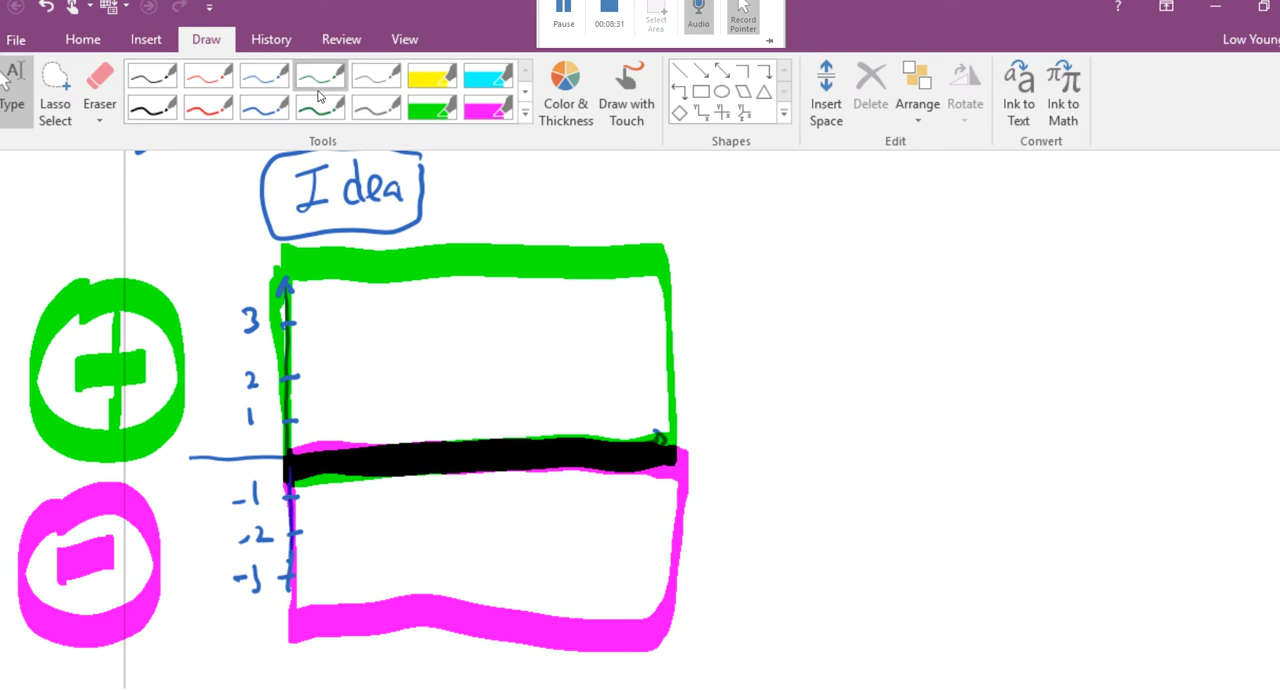 Pause
00:08:31
Select Area
Audio
Record Pointer
?
File Home Insert Draw History Review View
Low Youn
Type
Lasso Select
Eraser
Color & Thickness
Draw with Touch
Insert Space
Delete
Arrange
Rotate
Ink to Text
Ink to Math
Tools
Shapes
Edit
Convert
Idea
3
2
1
-1
-2
-3